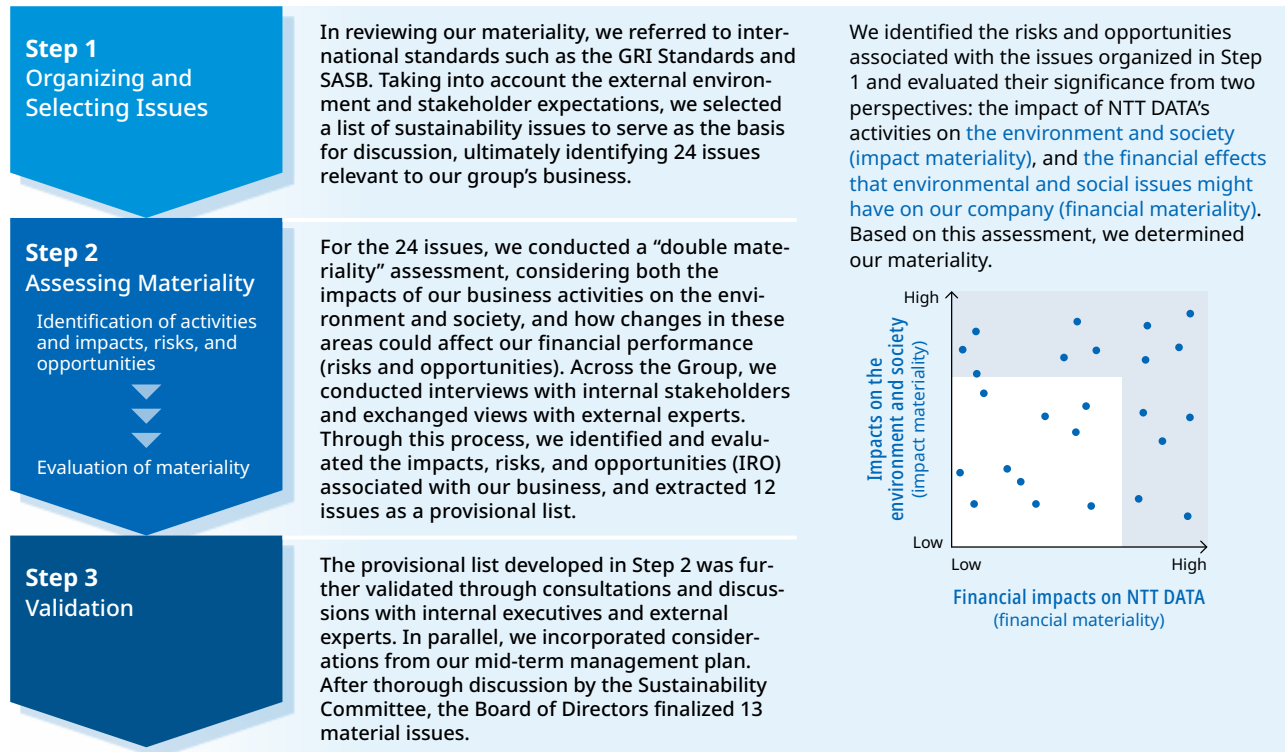 Step 1
Organizing and
Selecting Issues
In reviewing our materiality, we referred to inter-
national standards such as the GRI Standards and
SASB. Taking into account the external environ-
ment and stakeholder expectations, we selected
a list of sustainability issues to serve as the basis
for discussion, ultimately identifying 24 issues
relevant to our group’s business.
Step 2
Assessing Materiality
Identification of activities
and impacts, risks, and
opportunities
Evaluation of materiality
For the 24 issues, we conducted a “double mate-
riality” assessment, considering both the
impacts of our business activities on the envi-
ronment and society, and how changes in these
areas could affect our financial performance
(risks and opportunities). Across the Group, we
conducted interviews with internal stakeholders
and exchanged views with external experts.
Through this process, we identified and evalu-
ated the impacts, risks, and opportunities (IRO)
associated with our business, and extracted 12
issues as a provisional list.
Step 3
Validation
The provisional list developed in Step 2 was fur-
ther validated through consultations and discus-
sions with internal executives and external
experts. In parallel, we incorporated consider-
ations from our mid-term management plan.
After thorough discussion by the Sustainability
Committee, the Board of Directors finalized 13
material issues.
We identified the risks and opportunities
associated with the issues organized in Step
1 and evaluated their significance from two
perspectives: the impact of NTT DATA’s
activities on the environment and society
(impact materiality), and the financial effects
that environmental and social issues might
have on our company (financial materiality).
Based on this assessment, we determined
our materiality.
High
Impacts on the
environment and society
(impact materiality)
Low
Low
High
Financial impacts on NTT DATA
(financial materiality)